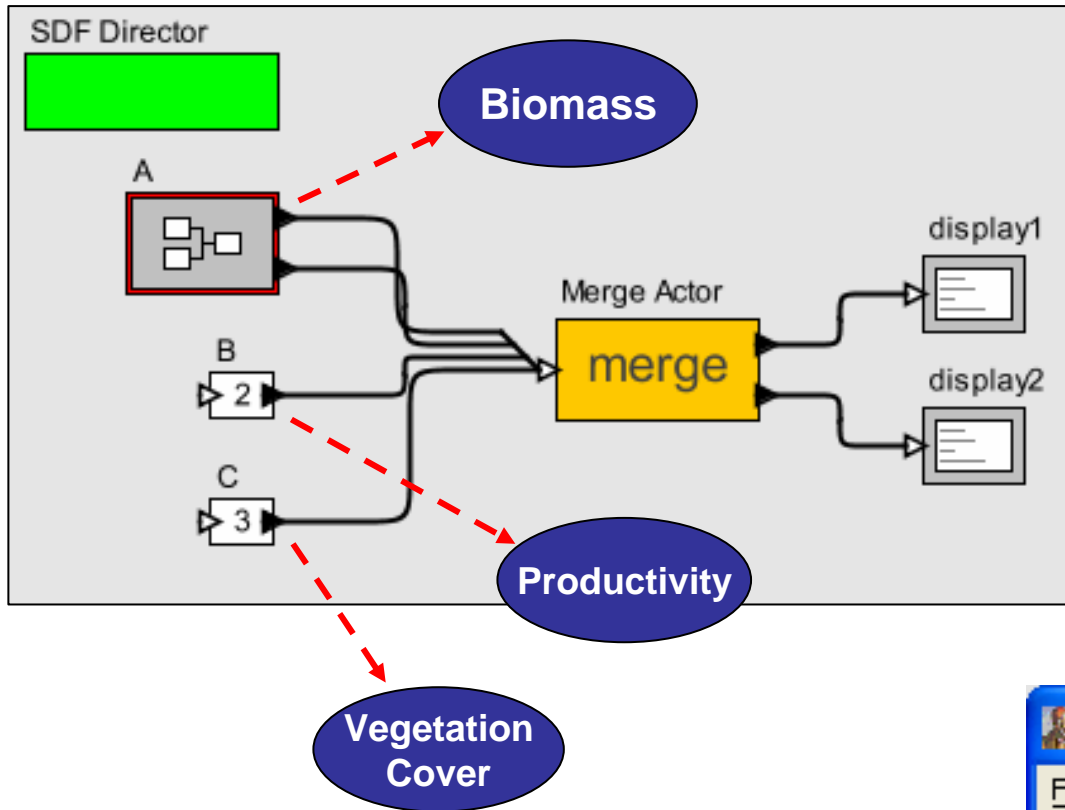 SDF Director
Biomass
A
display1
Merge Actor
merge
B
2
display2
C
3
Productivity
Vegetation
Cover
F